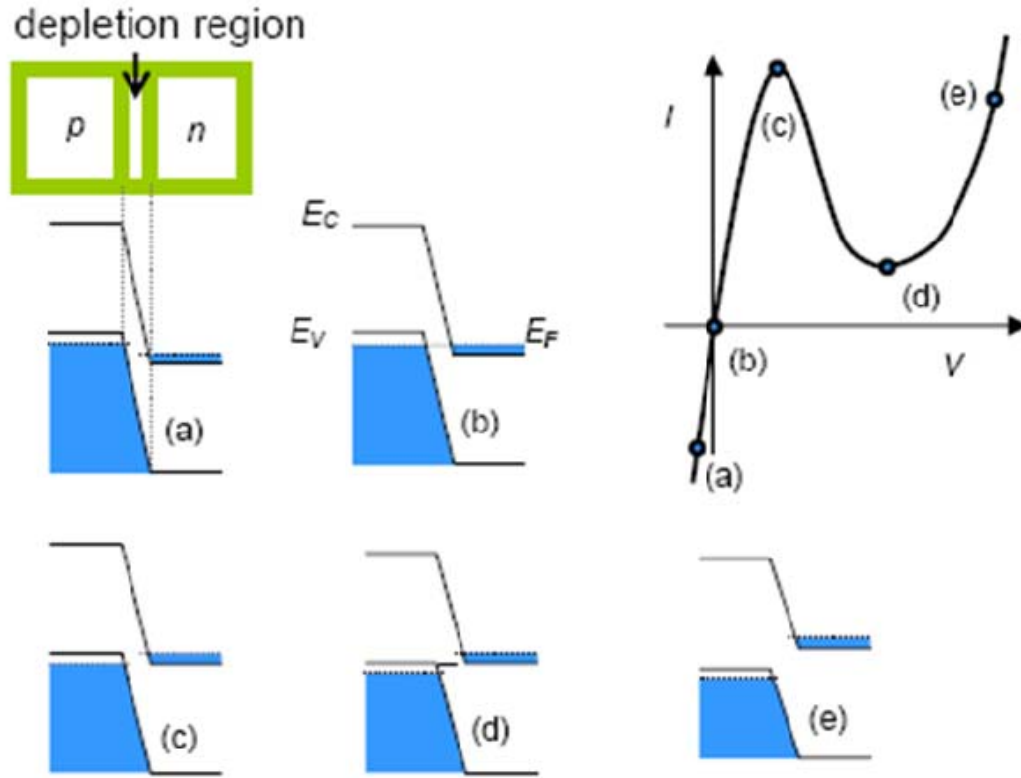 depletion region
p n
I
(c)
(e)
(d)
(b)
V
(a)
E_C
E_V
E_F
(a)
(b)
(c)
(d)
(e)